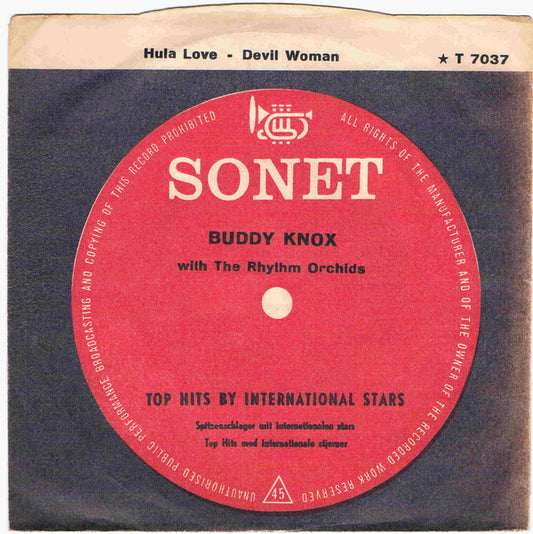 Hula Love - Devil Woman
★ T 7037
UNAUTHORISED PUBLIC PERFORMANCE BROADCASTING AND COPYING OF THIS RECORD PROHIBITED
ALL RIGHTS OF THE MANUFACTURER AND OF THE OWNER OF THE RECORDED WORK RESERVED
SONET
BUDDY KNOX
with The Rhythm Orchids
TOP HITS BY INTERNATIONAL STARS
Spitzenschlager mit internationalen stars
Top Hits med internationale stjerner
45